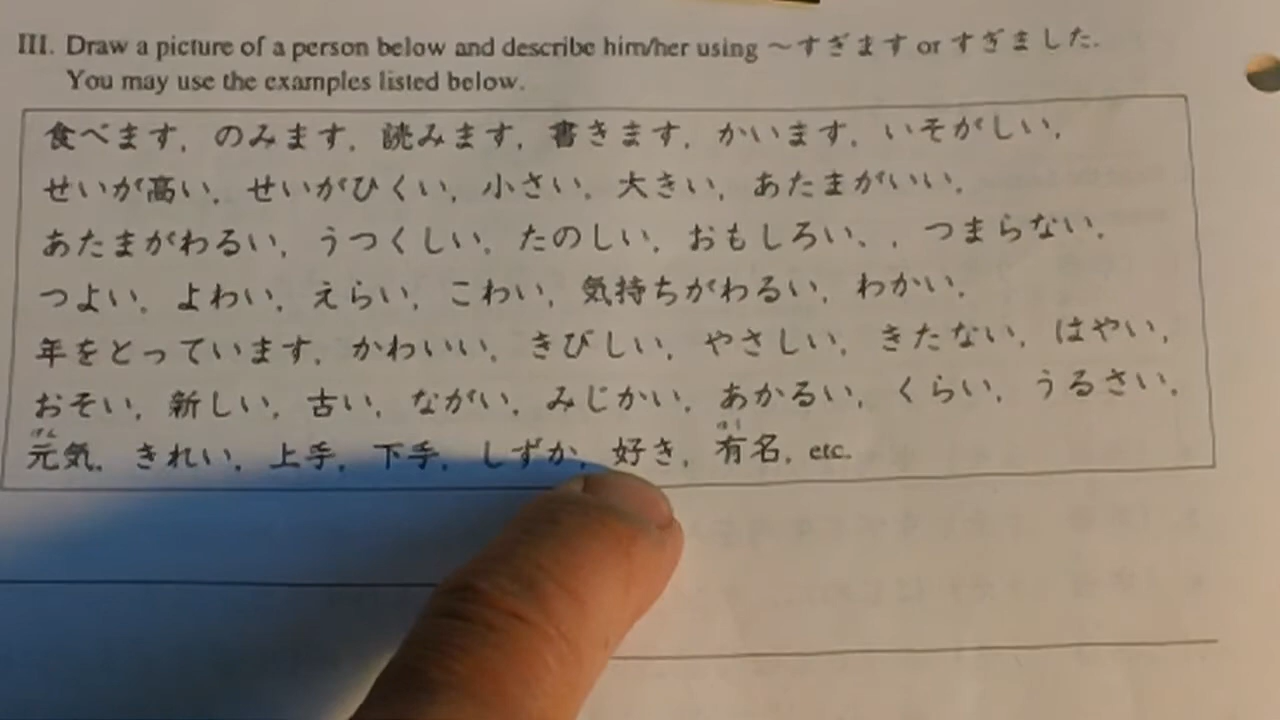 III. Draw a picture of a person below and describe him/her using ～すぎます or すぎました.
You may use the examples listed below.
食べます, のみます, 読みます, 書きます, かいます, いそがしい,
せいが高い, せいがひくい, 小さい, 大きい, あたまがいい,
あたまがわるい, うつくしい, たのしい, おもしろい, , つまらない,
つよい, よわい, えらい, こわい, 気持ちがわるい, わかい,
年をとっています, かわいい, きびしい, やさしい, きたない, はやい,
おそい, 新しい, 古い, ながい, みじかい, あかるい, くらい, うるさい,
げん ゆう
元気, きれい, 上手, 下手, しずか, 好き, 有名, etc.